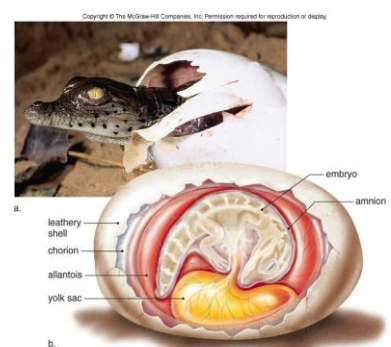 Copyright © The McGraw-Hill Companies, Inc. Permission required for reproduction or display.
a.
embryo
amnion
leathery
shell
chorion
allantois
yolk sac
b.